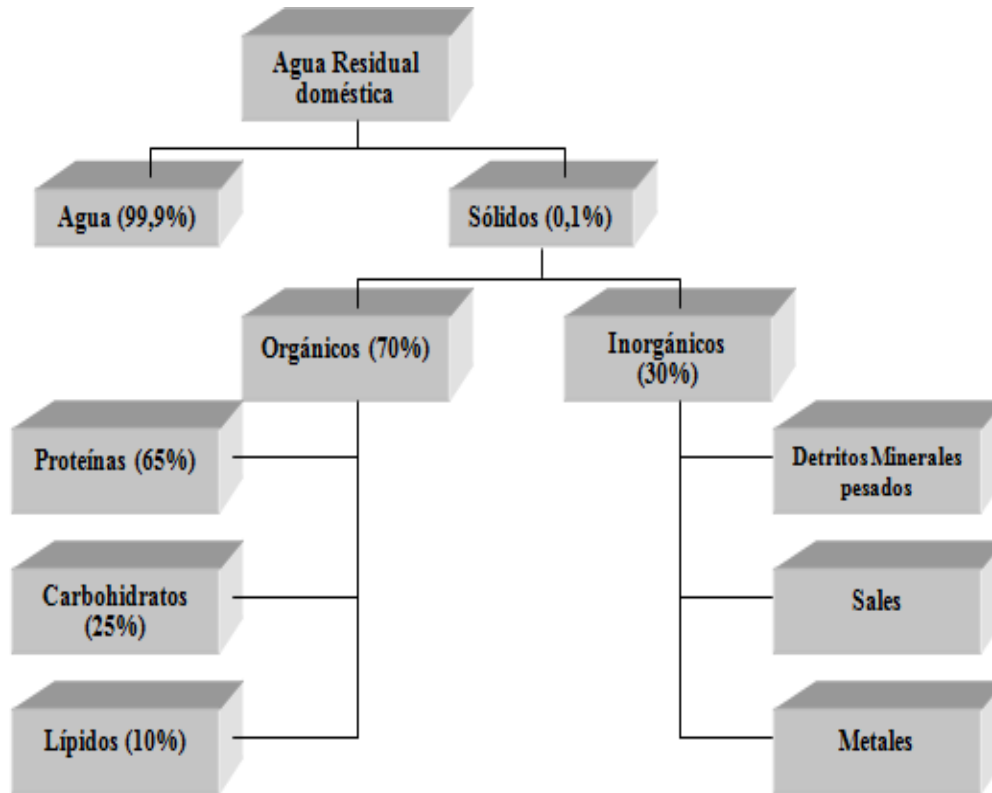 Agua Residual
doméstica
Agua (99,9%)
Sólidos (0,1%)
Orgánicos (70%)
Inorgánicos
(30%)
Proteínas (65%)
Detritos Minerales
pesados
Carbohidratos
(25%)
Sales
Lípidos (10%)
Metales